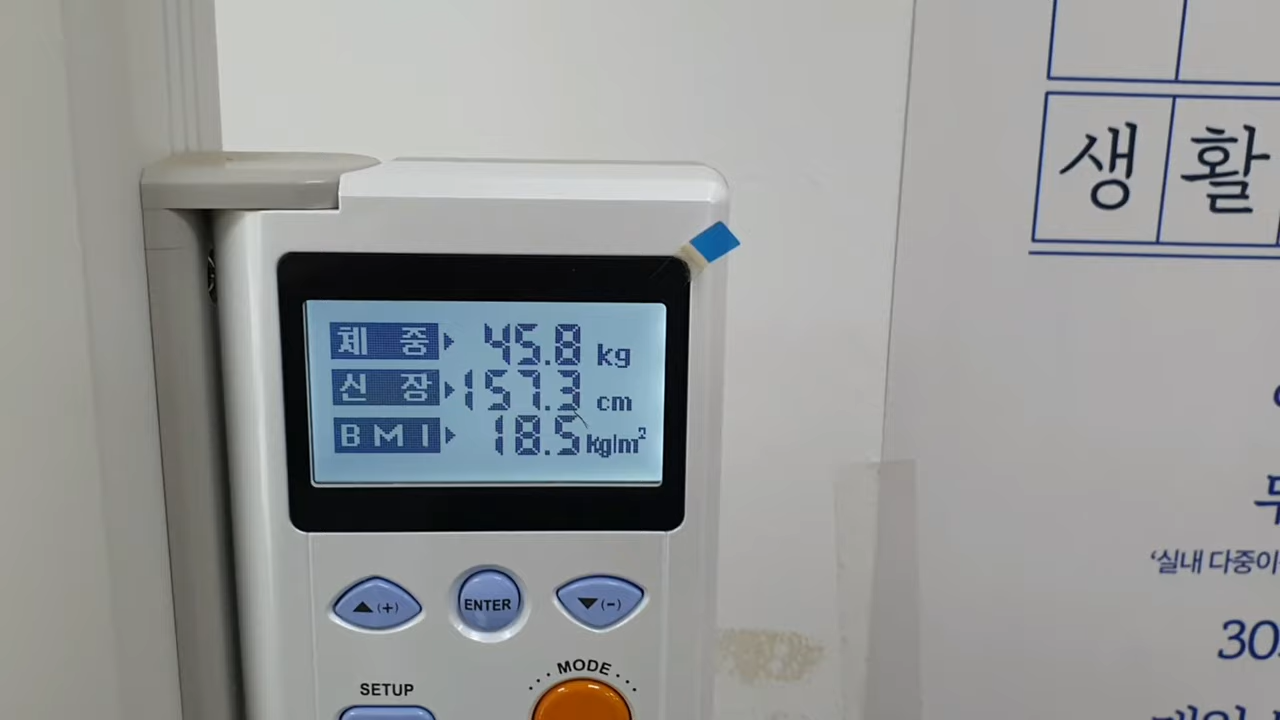 체 중 45.8 kg
신 장 157.3 cm
BMI 18.5 kg/m²
▲(+) ENTER ▼(-)
MODE
SETUP
생활
'실내 다중이
30